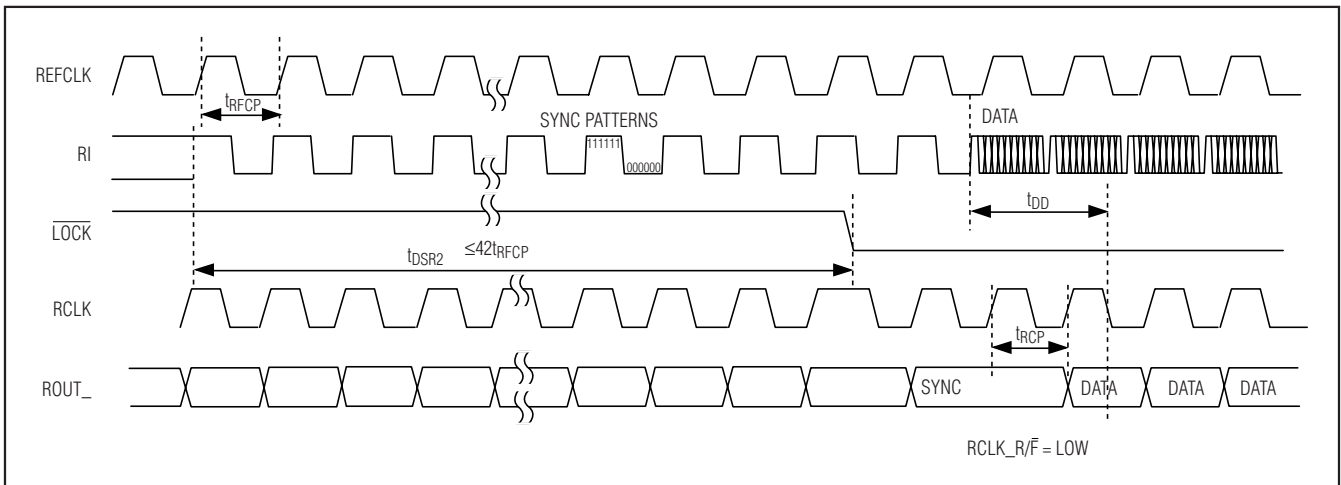 REFCLK
tRFCP
SYNC PATTERNS
DATA
RI
111111
000000
tDD
LOCK
tDSR2 ≤42tRFCP
RCLK
tRCP
ROUT_
SYNC
DATA
DATA
DATA
RCLK_R/F̅ = LOW